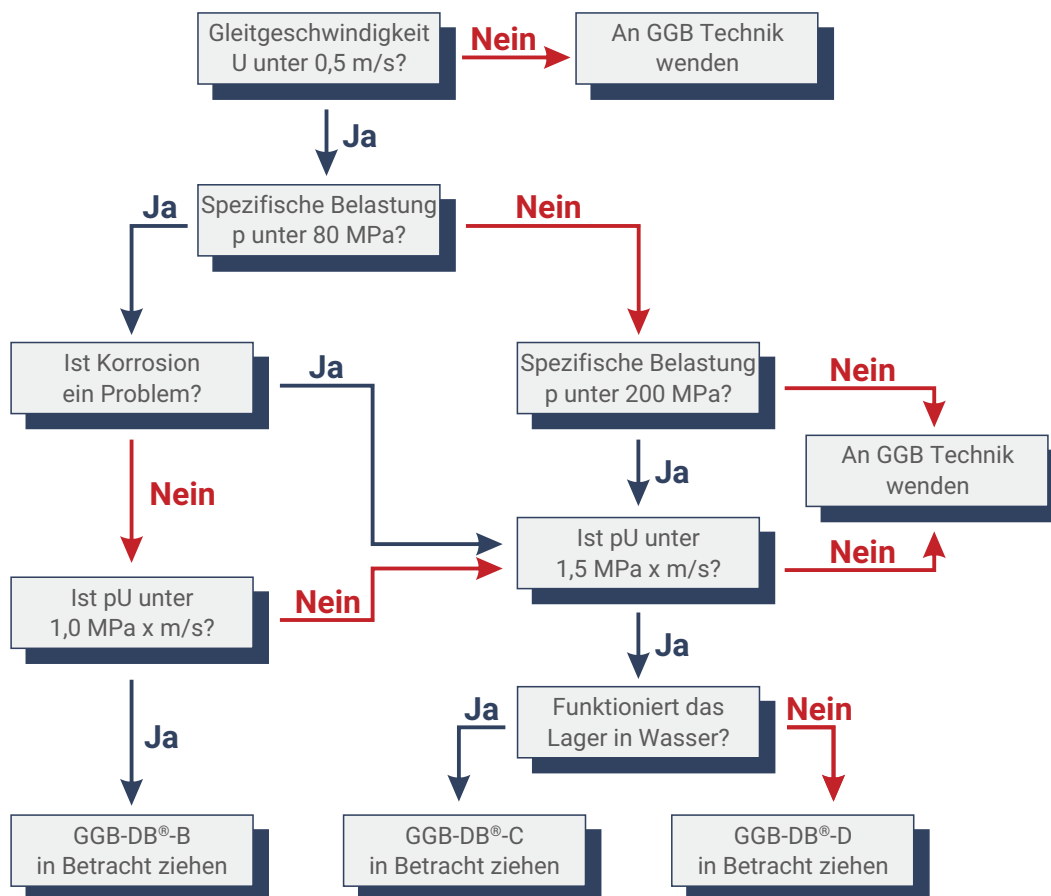 Gleitgeschwindigkeit
U unter 0,5 m/s?
Nein
An GGB Technik
wenden
Ja
Spezifische Belastung
p unter 80 MPa?
Ja
Nein
Ist Korrosion
ein Problem?
Ja
Spezifische Belastung
p unter 200 MPa?
Nein
An GGB Technik
wenden
Nein
Ja
Ist pU unter
1,5 MPa x m/s?
Nein
Ist pU unter
1,0 MPa x m/s?
Nein
Ja
Ja
Funktioniert das
Lager in Wasser?
Ja
Nein
GGB-DB®-B
in Betracht ziehen
GGB-DB®-C
in Betracht ziehen
GGB-DB®-D
in Betracht ziehen